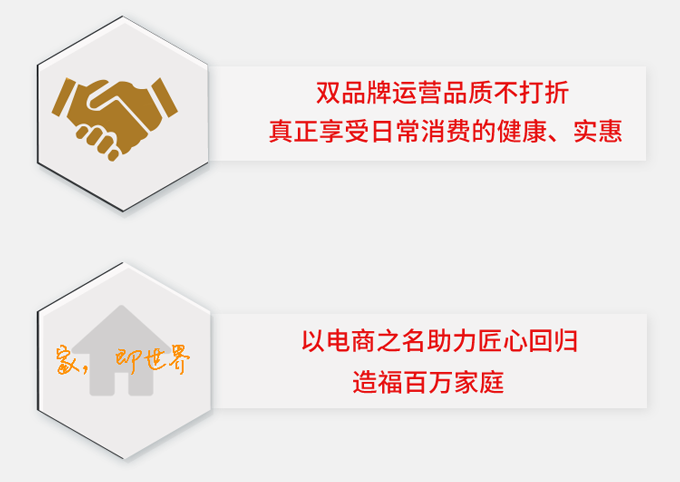 双品牌运营品质不打折
真正享受日常消费的健康、实惠
家，即世界
以电商之名助力匠心回归
造福百万家庭